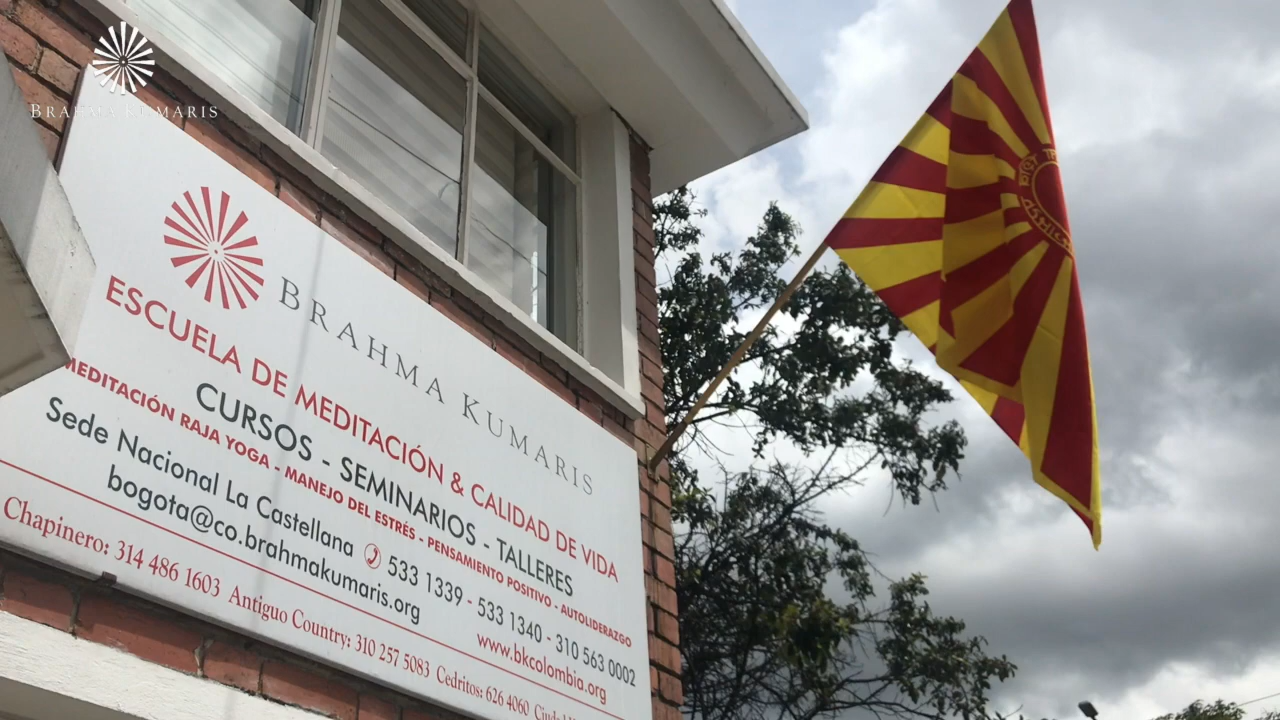 BRAHMA KUMARIS
BRAHMA KUMARIS
ESCUELA DE MEDITACIÓN & CALIDAD DE VIDA
CURSOS - SEMINARIOS - TALLERES
MEDITACIÓN RAJA YOGA - MANEJO DEL ESTRÉS - PENSAMIENTO POSITIVO - AUTOLIDERAZGO
Sede Nacional La Castellana 533 1339 - 533 1340 - 310 563 0002
bogota@co.brahmakumaris.org www.bkcolombia.org
Chapinero: 314 486 1603 Antiguo Country: 310 257 5083 Cedritos: 626 4060